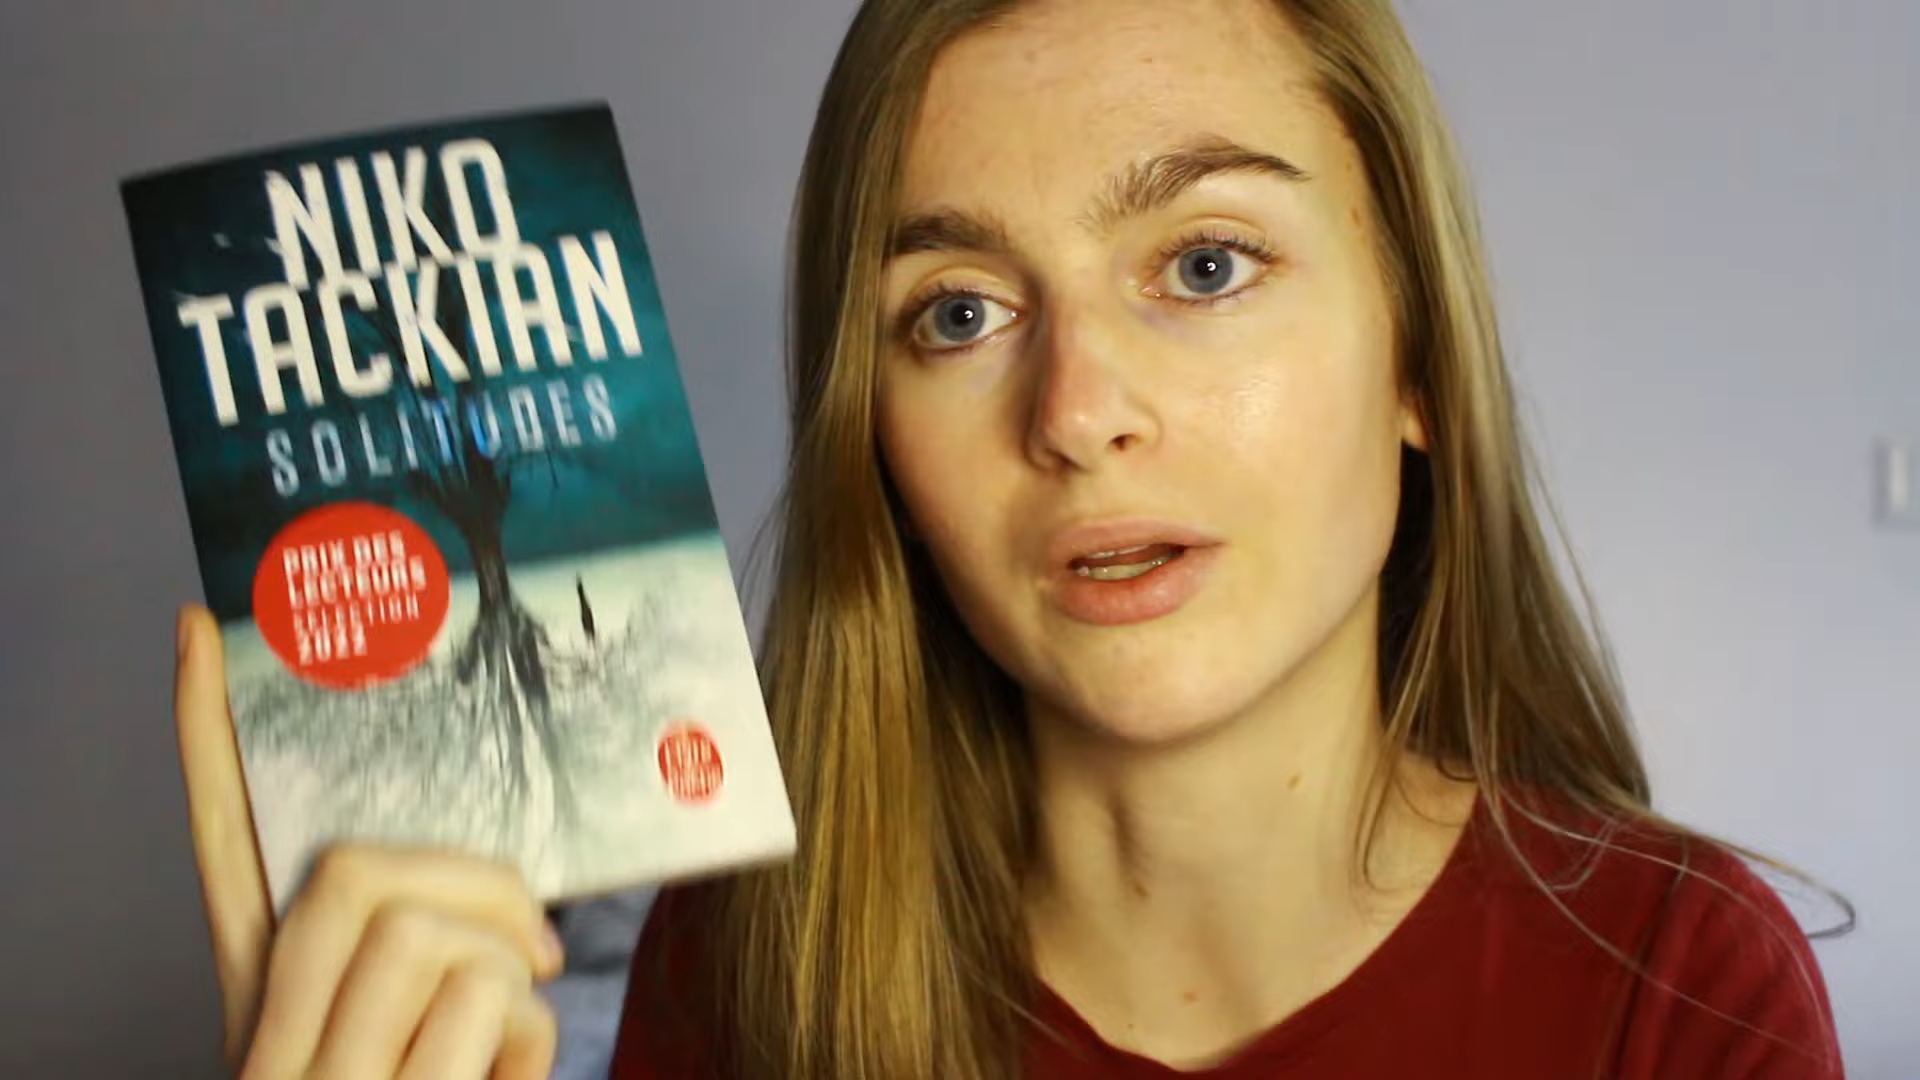 NIKO
TACKIAN
SOLITUDES
PRIX DES
LECTEURS
SÉLECTION
2022